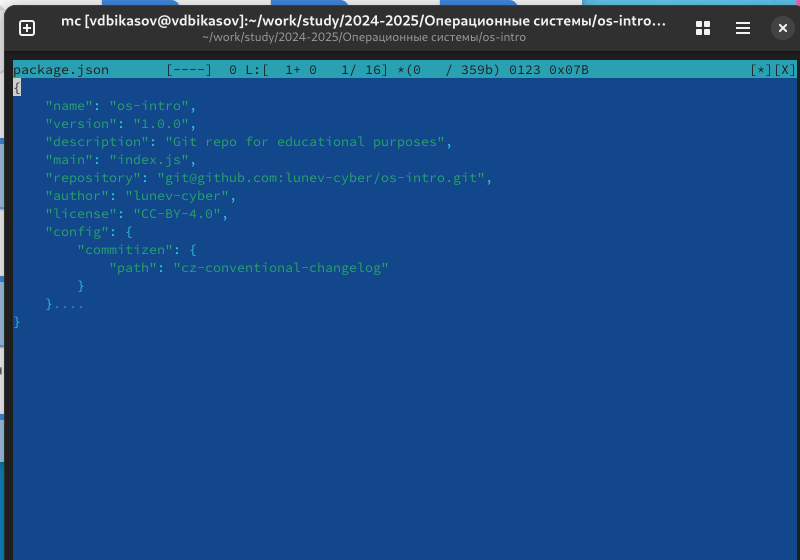 mc [vdbikasov@vdbikasov]:~/work/study/2024-2025/Операционные системы/os-intro...
~/work/study/2024-2025/Операционные системы/os-intro
package.json       [----]  0 L:[  1+ 0   1/ 16] *(0   / 359b) 0123 0x07B                    [*][X]
{
    "name": "os-intro",
    "version": "1.0.0",
    "description": "Git repo for educational purposes",
    "main": "index.js",
    "repository": "git@github.com:lunev-cyber/os-intro.git",
    "author": "lunev-cyber",
    "license": "CC-BY-4.0",
    "config": {
        "commitizen": {
            "path": "cz-conventional-changelog"
        }
    }....
}